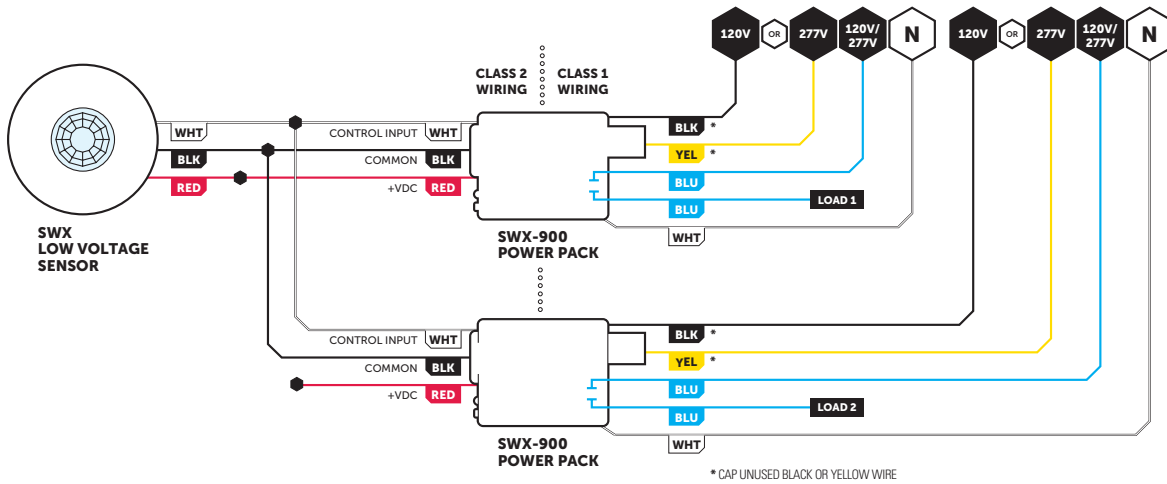 120V OR 277V 120V/ 277V N 120V OR 277V 120V/ 277V N
CLASS 2 WIRING
CLASS 1 WIRING
WHT CONTROL INPUT WHT
BLK COMMON BLK
RED +VDC RED
BLK *
YEL *
BLU
BLU LOAD 1
WHT
SWX
LOW VOLTAGE
SENSOR
SWX-900
POWER PACK
CONTROL INPUT WHT
COMMON BLK
+VDC RED
BLK *
YEL *
BLU
BLU LOAD 2
WHT
SWX-900
POWER PACK
* CAP UNUSED BLACK OR YELLOW WIRE